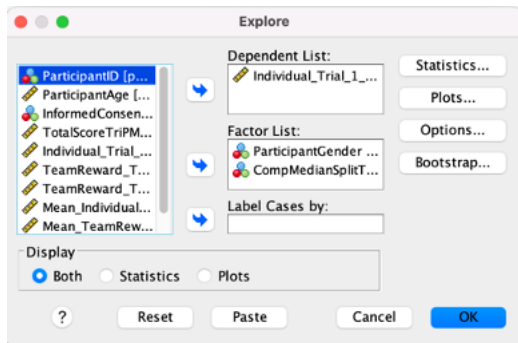 Explore
ParticipantID [p...
ParticipantAge [...
InformedConsen...
TotalScoreTriPM...
Individual_Trial_...
TeamReward_T...
TeamReward_T...
Mean_Individual...
Mean_TeamRew...
Dependent List:
Individual_Trial_1_...
Factor List:
ParticipantGender ...
CompMedianSplitT...
Label Cases by:
Statistics...
Plots...
Options...
Bootstrap...
Display
Both Statistics Plots
? Reset Paste Cancel OK